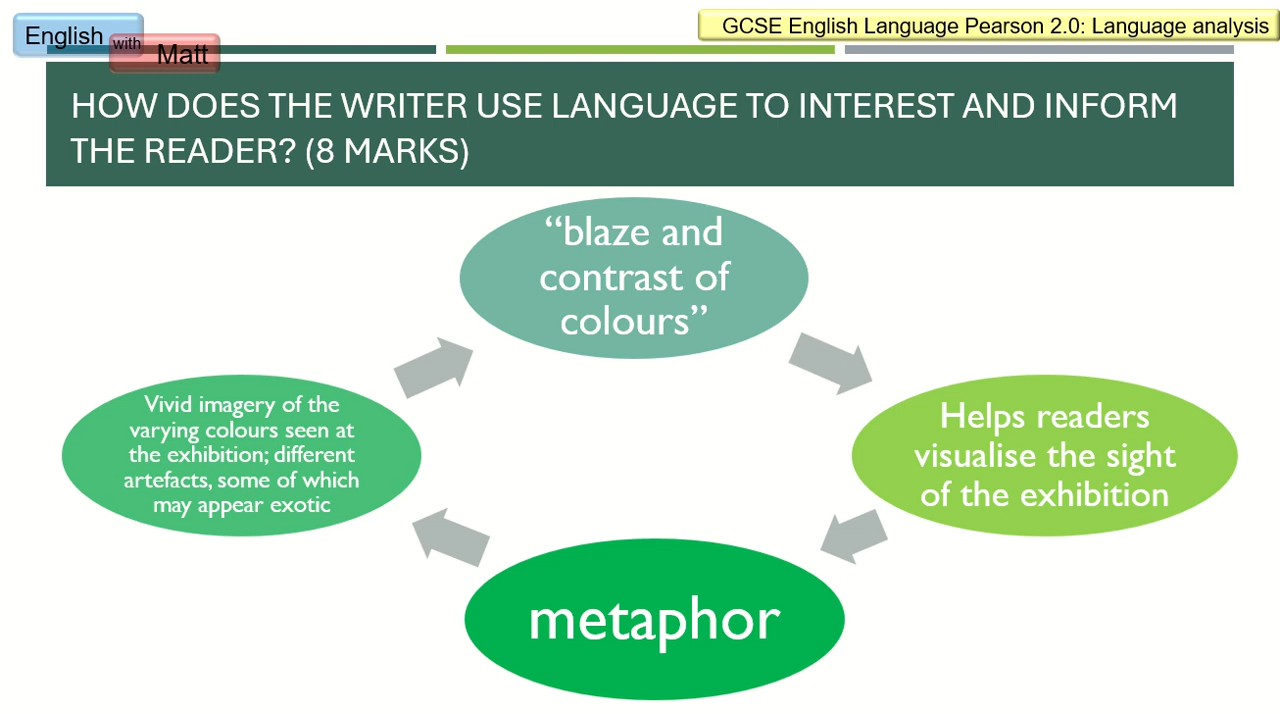 English
with
Matt
GCSE English Language Pearson 2.0: Language analysis
HOW DOES THE WRITER USE LANGUAGE TO INTEREST AND INFORM
THE READER? (8 MARKS)
“blaze and
contrast of
colours”
Helps readers
visualise the sight
of the exhibition
metaphor
Vivid imagery of the
varying colours seen at
the exhibition; different
artefacts, some of which
may appear exotic